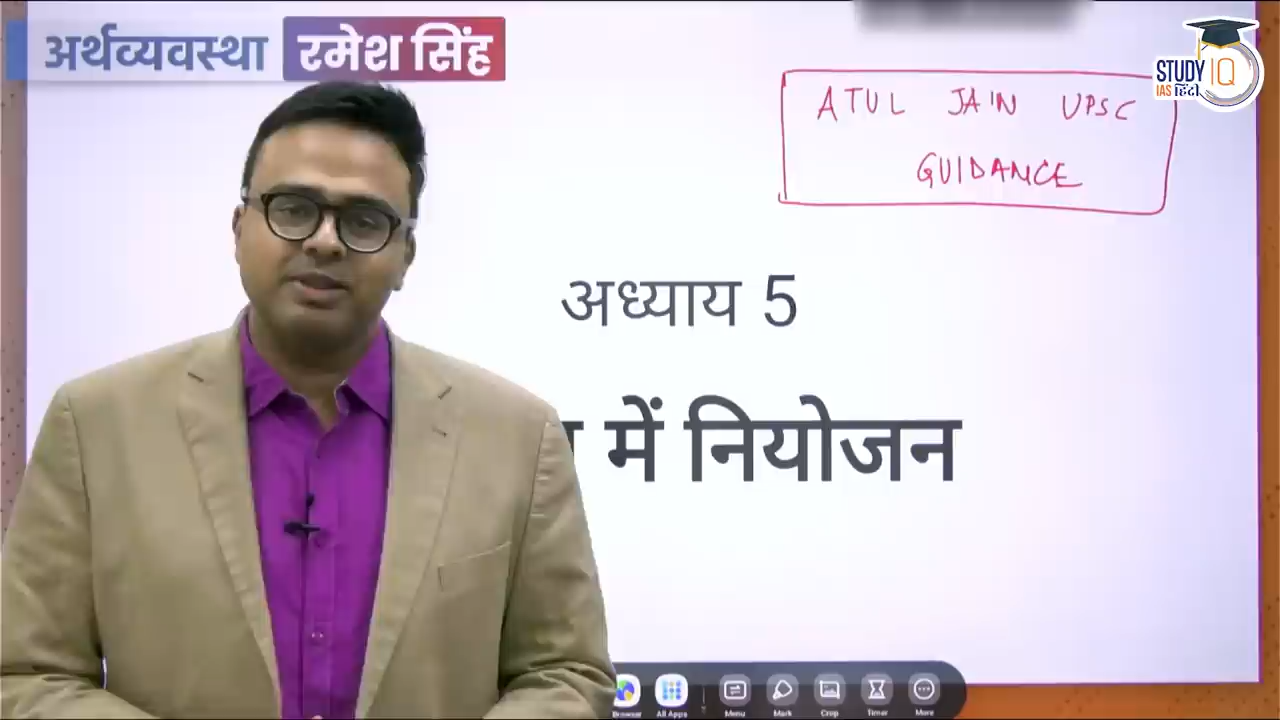 अर्थव्यवस्था रमेश सिंह
STUDY IQ
IAS हिंदी
ATUL JAIN UPSC
GUIDANCE
अध्याय 5
में नियोजन
Browser All Apps Menu Mark Crop Timer More